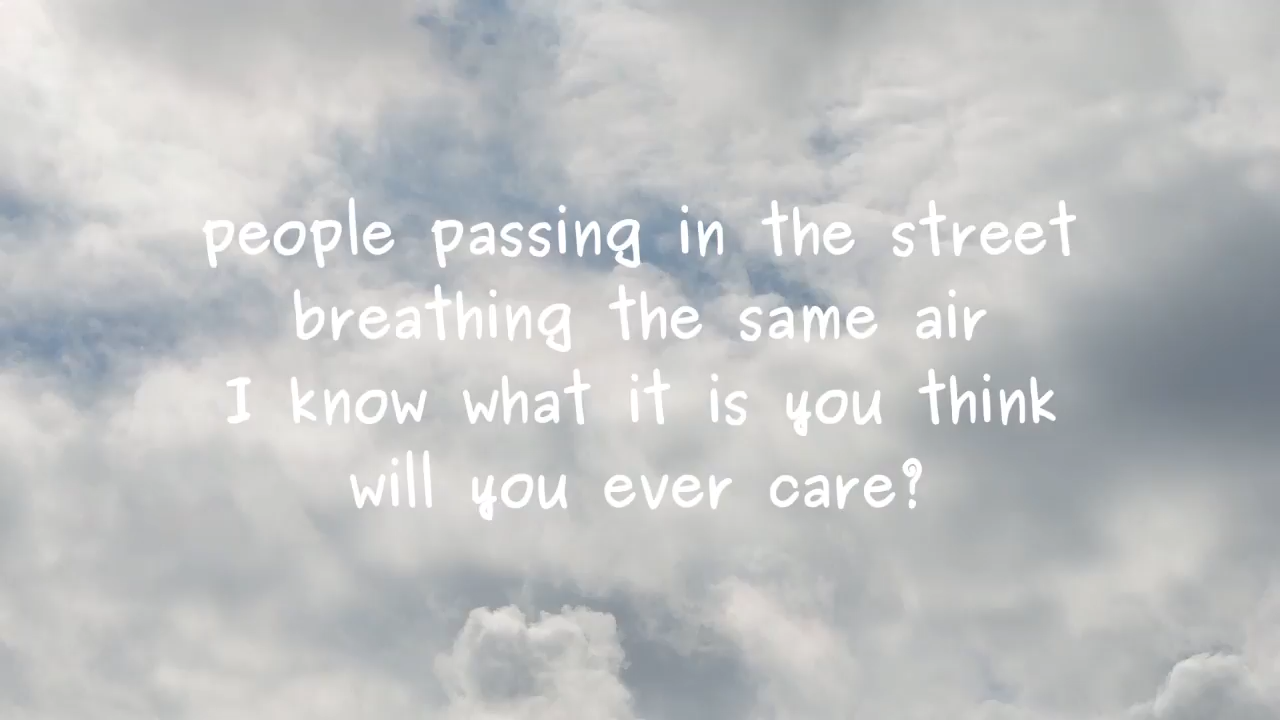 people passing in the street
breathing the same air
I know what it is you think
will you ever care?